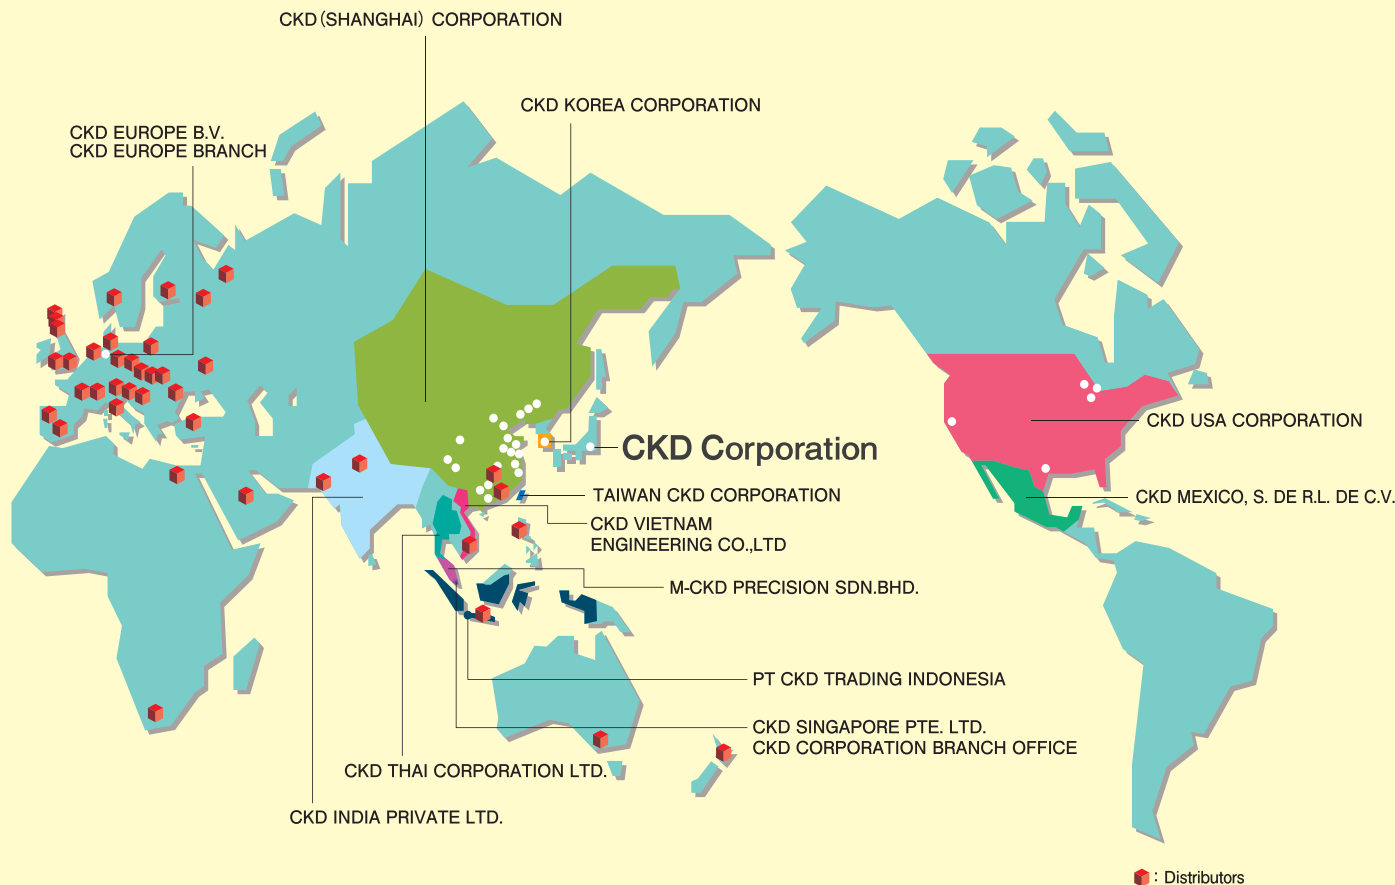 CKD(SHANGHAI) CORPORATION
CKD KOREA CORPORATION
CKD EUROPE B.V.
CKD EUROPE BRANCH
CKD USA CORPORATION
CKD Corporation
TAIWAN CKD CORPORATION
CKD MEXICO, S. DE R.L. DE C.V.
CKD VIETNAM
ENGINEERING CO.,LTD
M-CKD PRECISION SDN.BHD.
PT CKD TRADING INDONESIA
CKD SINGAPORE PTE. LTD.
CKD CORPORATION BRANCH OFFICE
CKD THAI CORPORATION LTD.
CKD INDIA PRIVATE LTD.
: Distributors